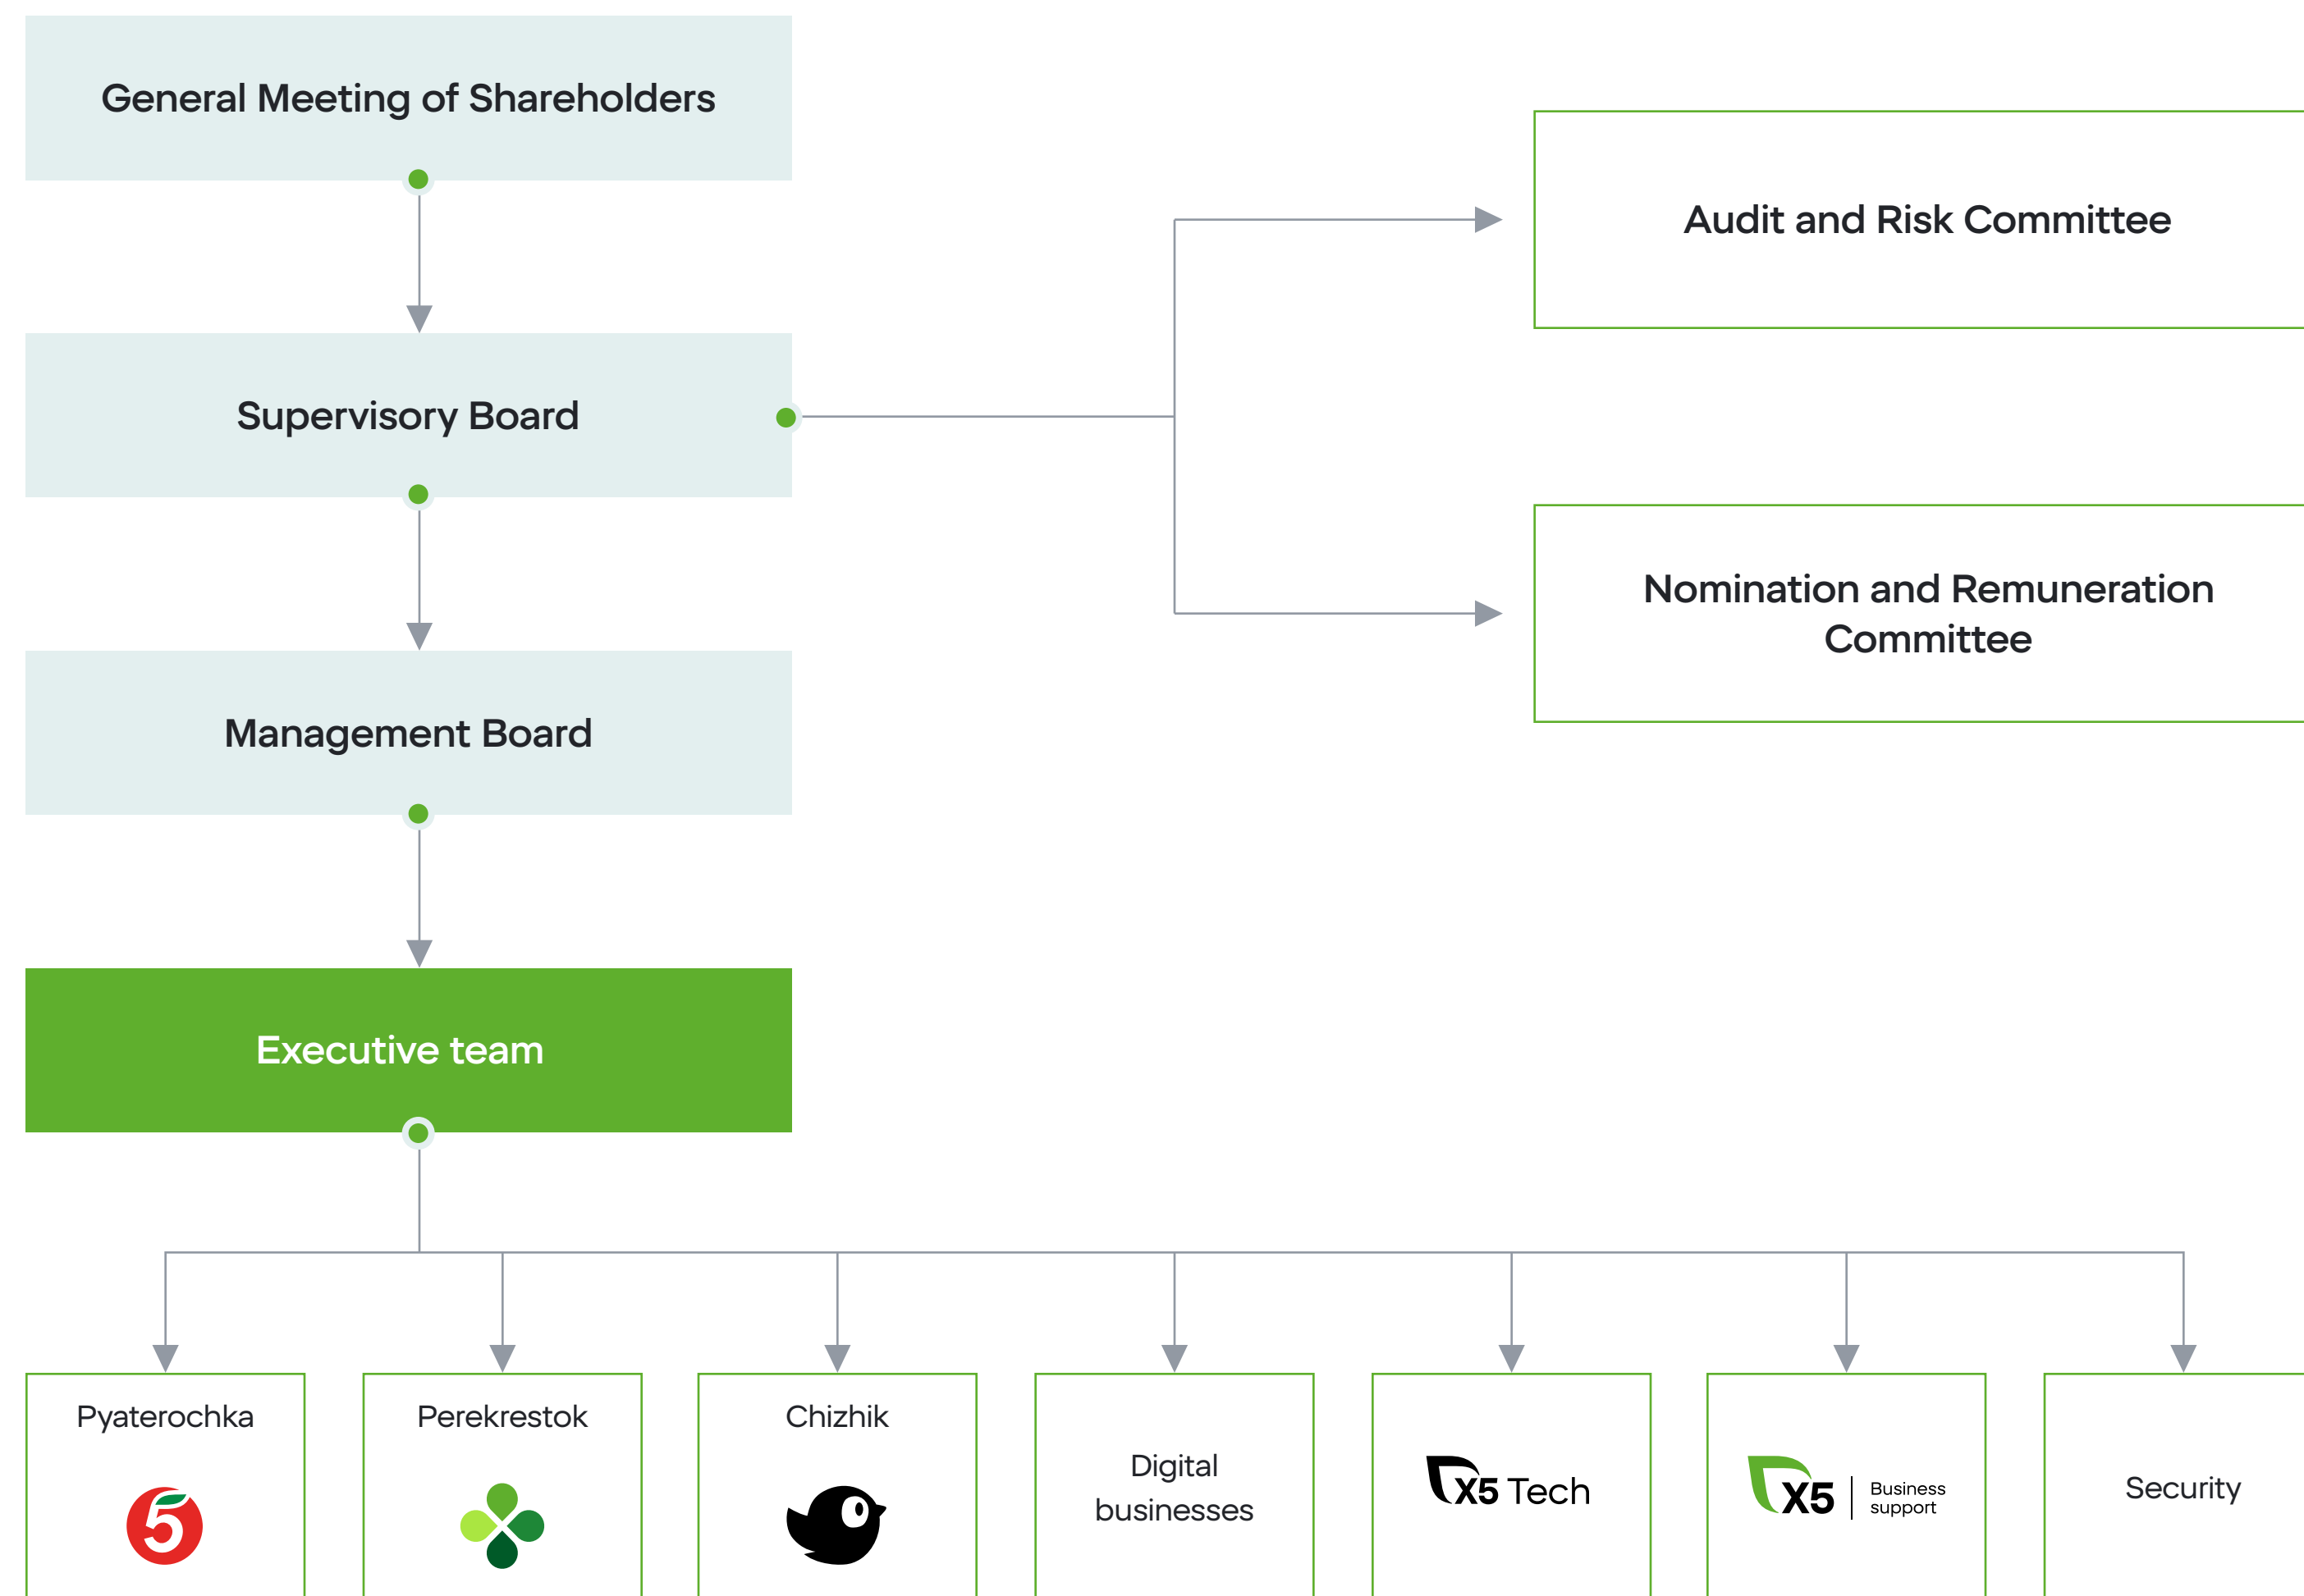 General Meeting of Shareholders
Audit and Risk Committee
Supervisory Board
Nomination and Remuneration
Committee
Management Board
Executive team
Pyaterochka
5
Perekrestok
Chizhik
Digital
businesses
X5 Tech
X5
Business
support
Security